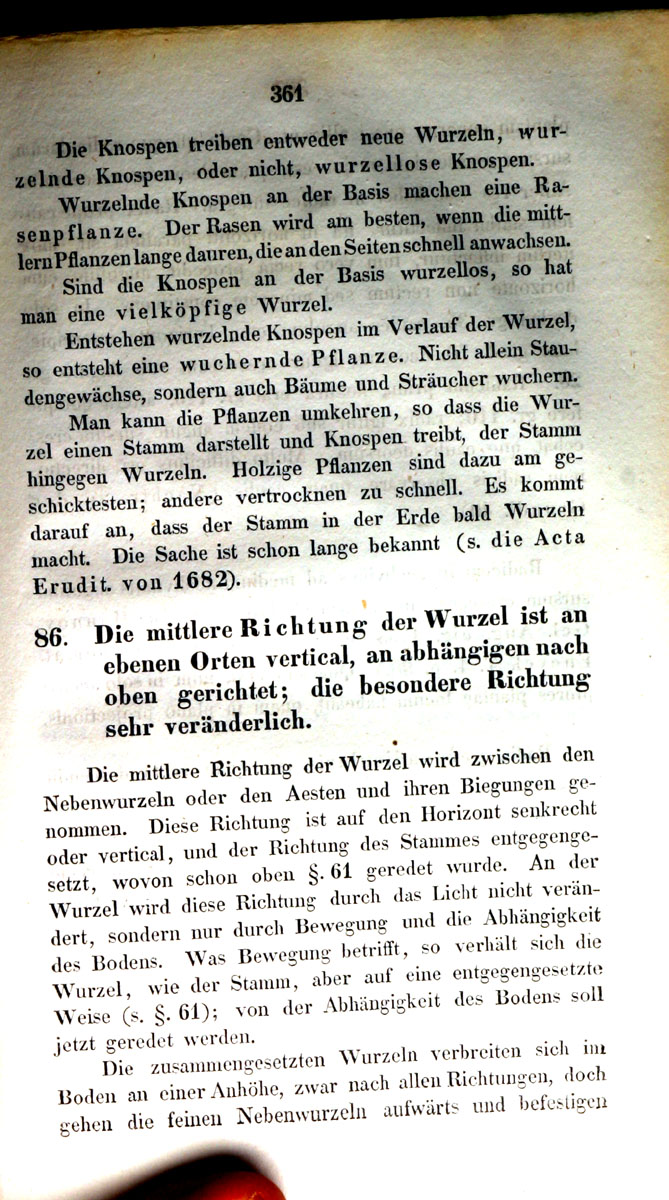 361
Die Knospen treiben entweder neue Wurzeln, wur-
zelnde Knospen, oder nicht, wurzellose Knospen.
Wurzelnde Knospen an der Basis machen eine Ra-
senpflanze. Der Rasen wird am besten, wenn die mitt-
lern Pflanzen lange dauren, die an den Seiten schnell anwachsen.
Sind die Knospen an der Basis wurzellos, so hat
man eine vielköpfige Wurzel.
Entstehen wurzelnde Knospen im Verlauf der Wurzel,
so entsteht eine wuchernde Pflanze. Nicht allein Stau-
dengewächse, sondern auch Bäume und Sträucher wuchern.
Man kann die Pflanzen umkehren, so dass die Wur-
zel einen Stamm darstellt und Knospen treibt, der Stamm
hingegen Wurzeln. Holzige Pflanzen sind dazu am ge-
schicktesten; andere vertrocknen zu schnell. Es kommt
darauf an, dass der Stamm in der Erde bald Wurzeln
macht. Die Sache ist schon lange bekannt (s. die Acta
Erudit. von 1682).
86. Die mittlere Richtung der Wurzel ist an
ebenen Orten vertical, an abhängigen nach
oben gerichtet; die besondere Richtung
sehr veränderlich.
Die mittlere Richtung der Wurzel wird zwischen den
Nebenwurzeln oder den Aesten und ihren Biegungen ge-
nommen. Diese Richtung ist auf den Horizont senkrecht
oder vertical, und der Richtung des Stammes entgegenge-
setzt, wovon schon oben §. 61 geredet wurde. An der
Wurzel wird diese Richtung durch das Licht nicht verän-
dert, sondern nur durch Bewegung und die Abhängigkeit
des Bodens. Was Bewegung betrifft, so verhält sich die
Wurzel, wie der Stamm, aber auf eine entgegengesetzte
Weise (s. §. 61); von der Abhängigkeit des Bodens soll
jetzt geredet werden.
Die zusammengesetzten Wurzeln verbreiten sich im
Boden an einer Anhöhe, zwar nach allen Richtungen, doch
gehen die feinen Nebenwurzeln aufwärts und befestigen